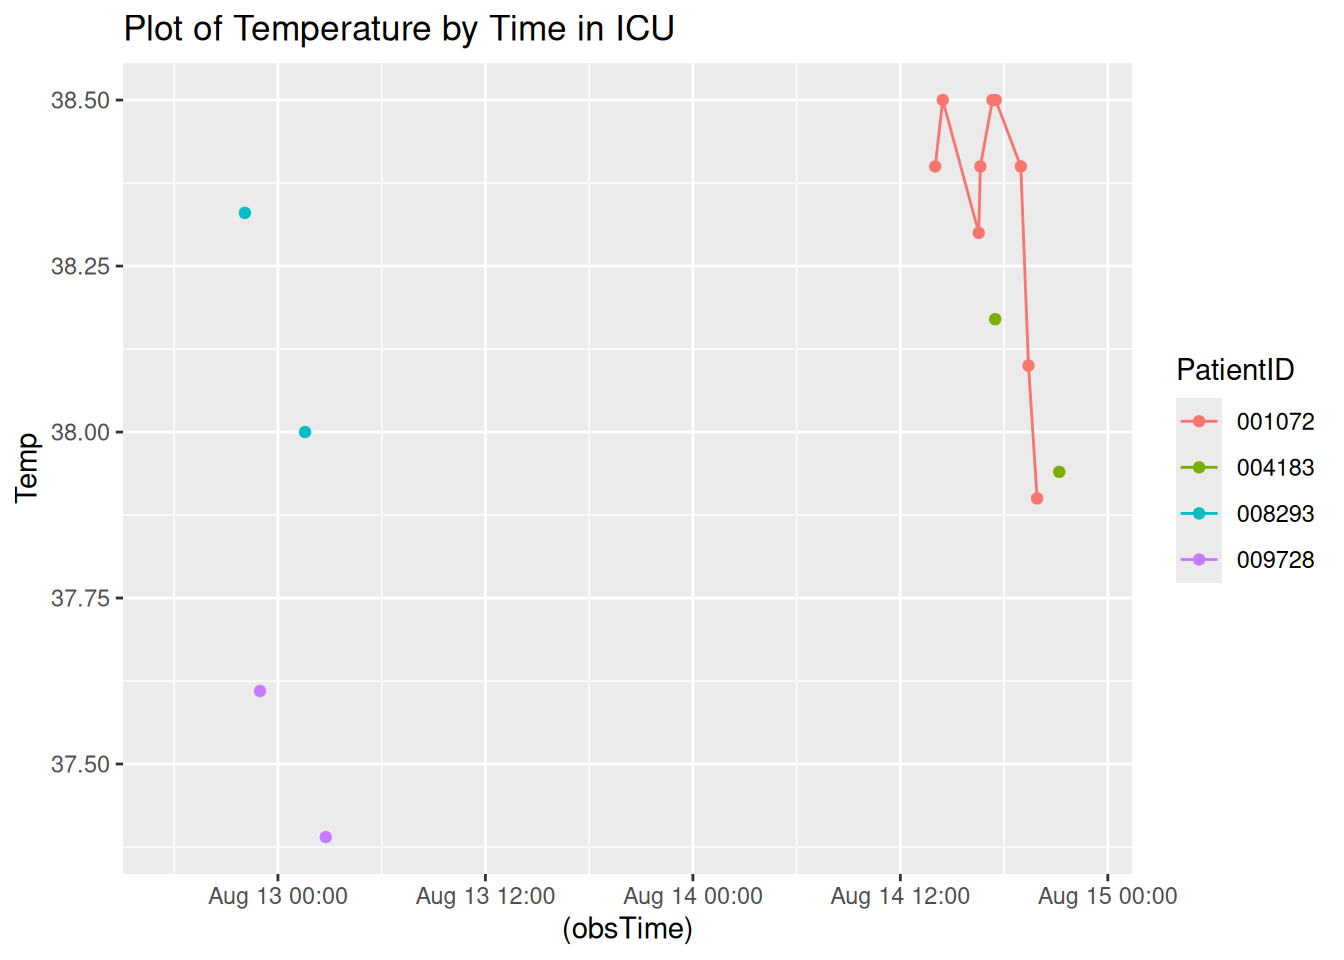 Plot of Temperature by Time in ICU
38.50
38.25
38.00
37.75
37.50
Temp
Aug 13 00:00
Aug 13 12:00
Aug 14 00:00
Aug 14 12:00
Aug 15 00:00
(obsTime)
PatientID
001072
004183
008293
009728